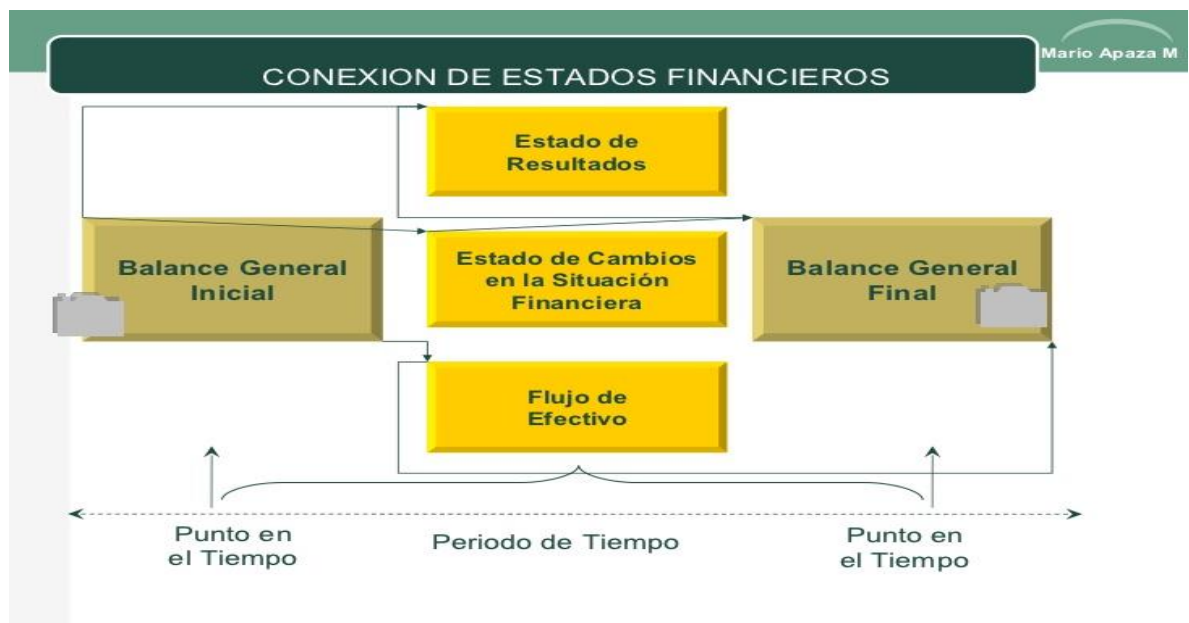 Mario Apaza M
CONEXION DE ESTADOS FINANCIEROS
Estado de
Resultados
Balance General
Inicial
Estado de Cambios
en la Situación
Financiera
Balance General
Final
Flujo de
Efectivo
Punto en
el Tiempo
Periodo de Tiempo
Punto en
el Tiempo